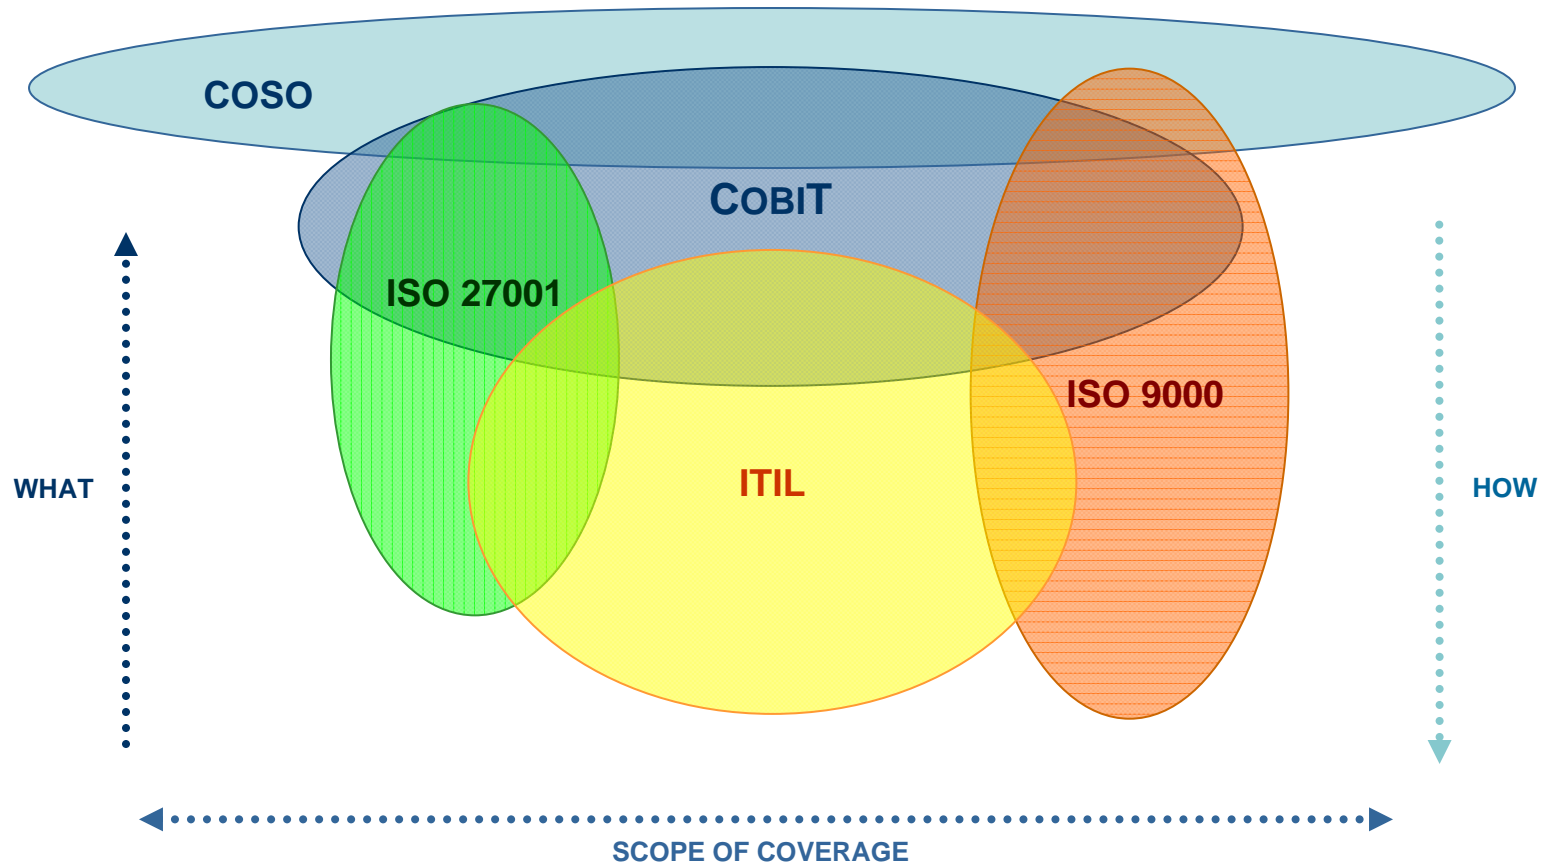 COSO
COBIT
ISO 27001
ISO 9000
ITIL
WHAT
HOW
SCOPE OF COVERAGE